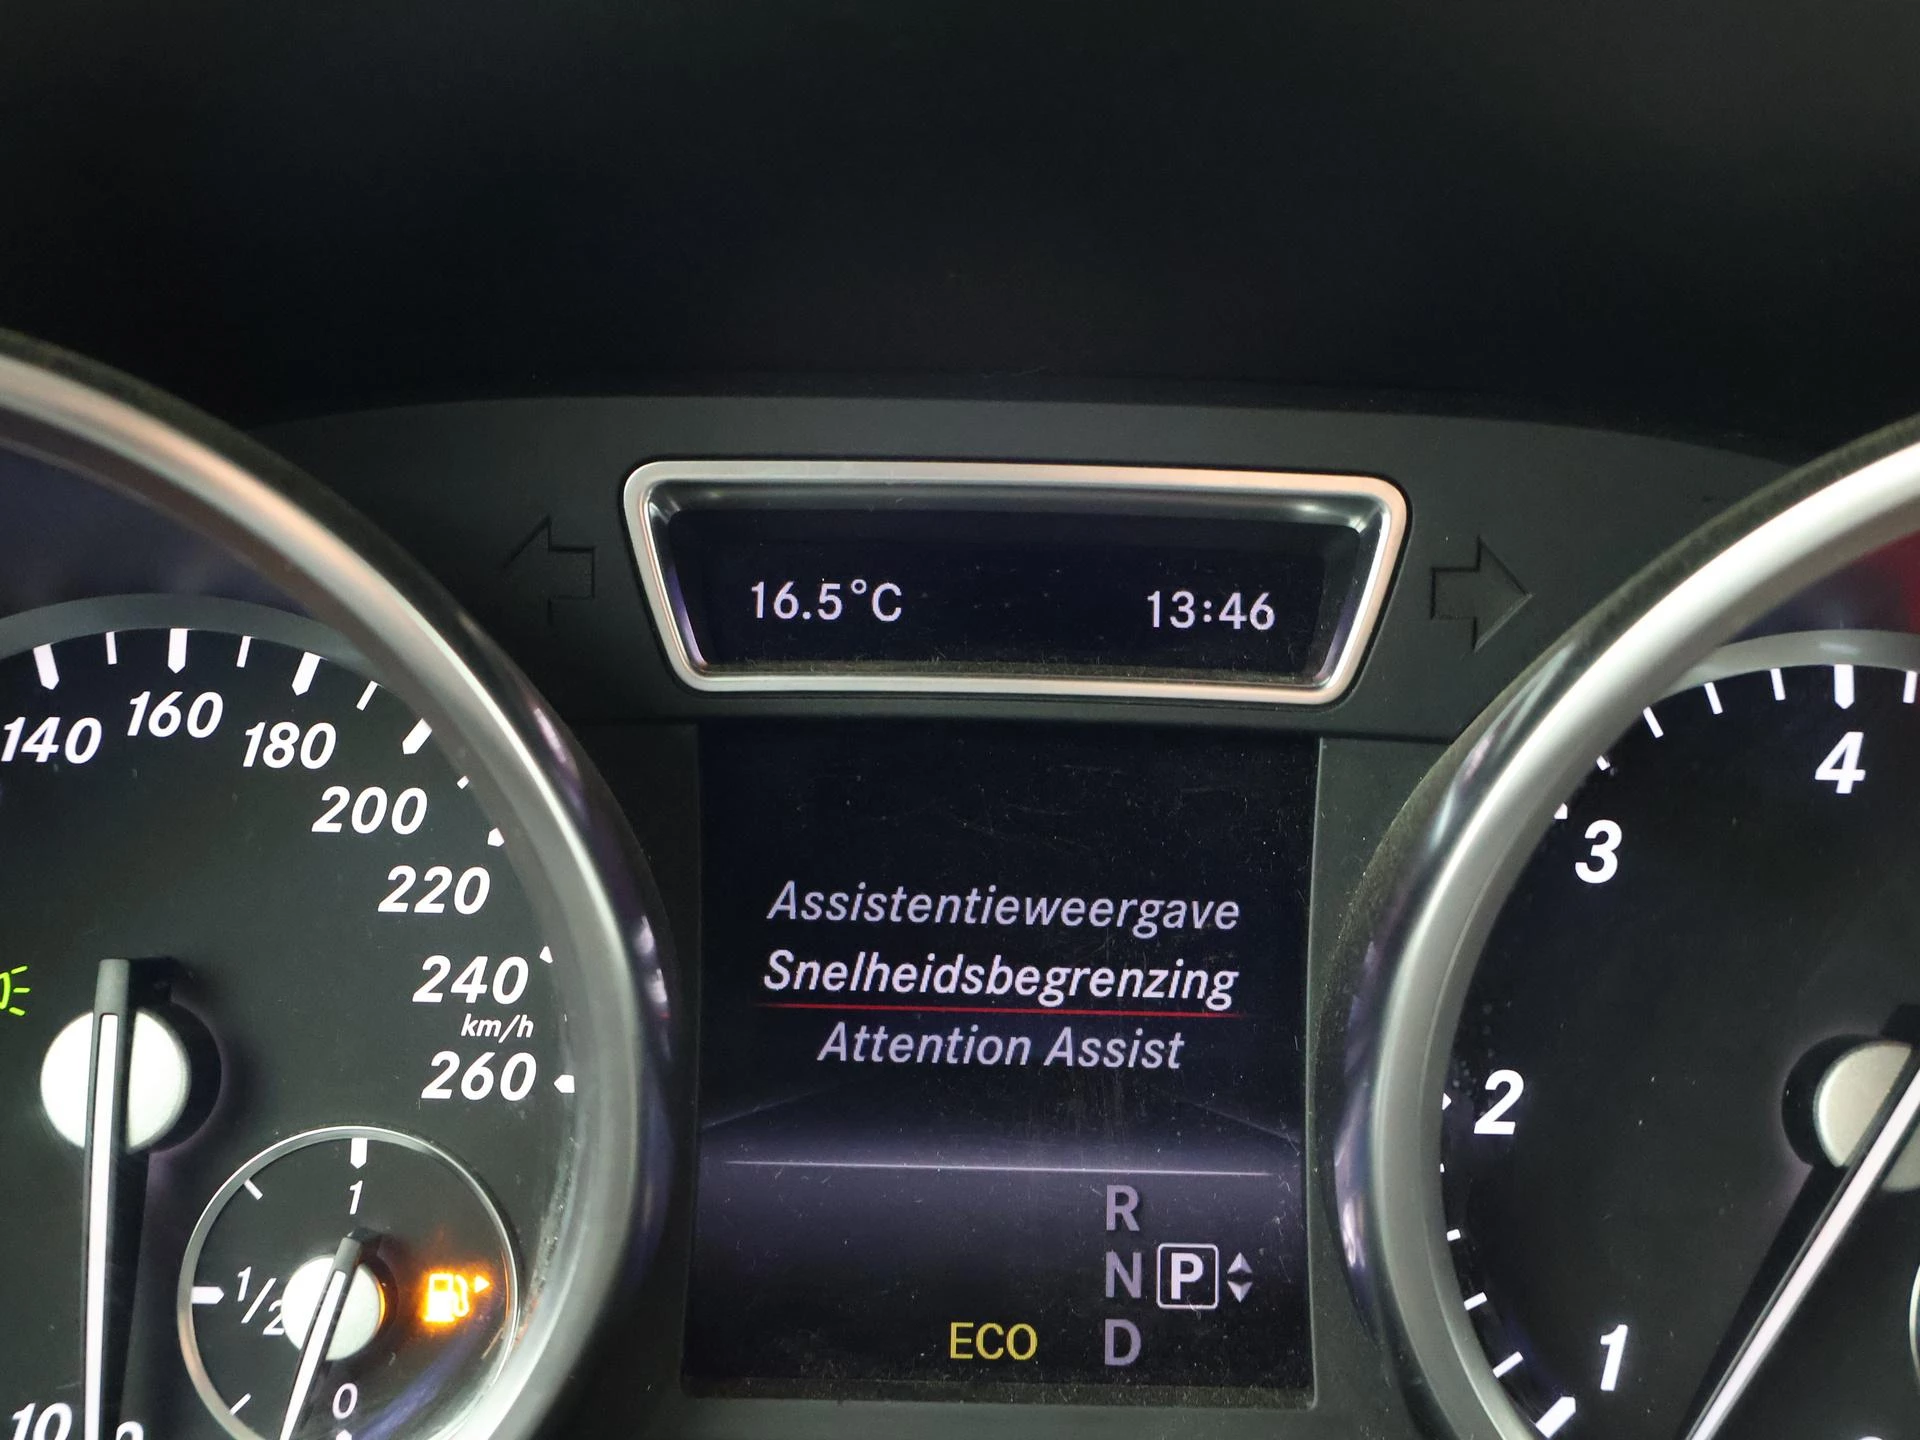 16.5°C 13:46
140
160
180
200
220
240
km/h
260
1
1/2
0
10
Assistentieweergave
Snelheidsbegrenzing
Attention Assist
R
N P
ECO D
4
3
2
1